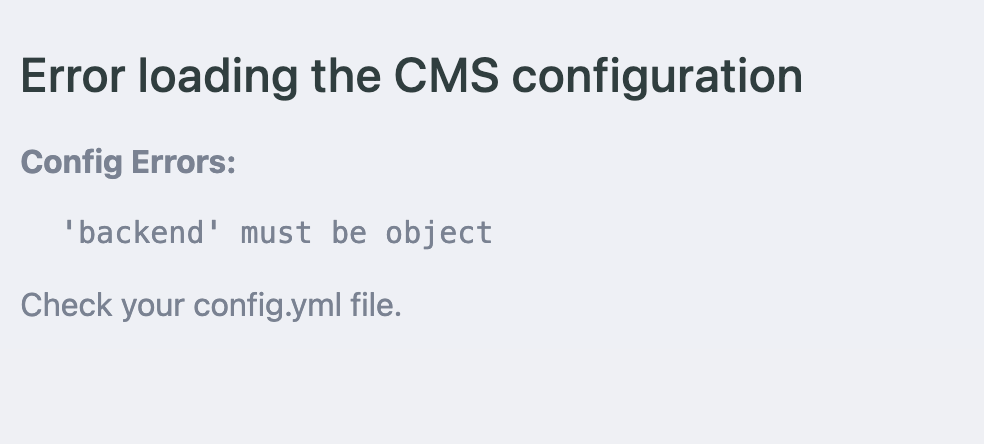 Error loading the CMS configuration
Config Errors:
'backend' must be object
Check your config.yml file.